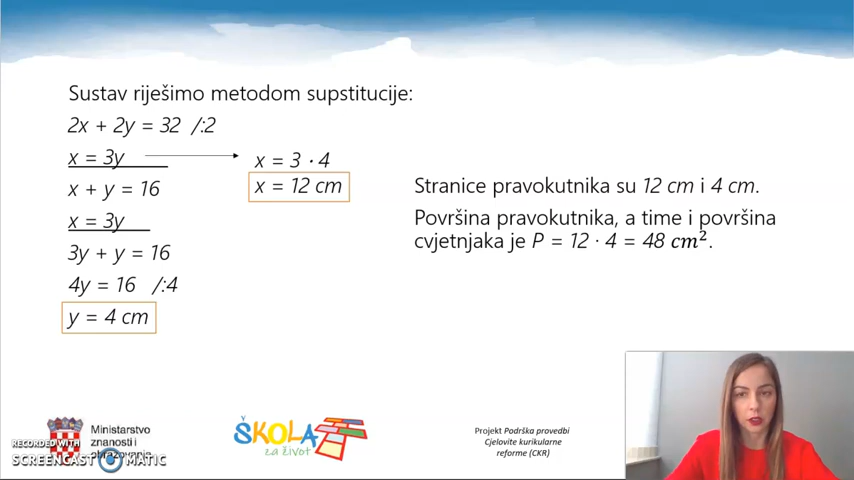 Sustav riješimo metodom supstitucije:
2x + 2y = 32 /:2
x = 3y
x + y = 16
x = 3y
3y + y = 16
4y = 16 /:4
y = 4 cm
x = 3 · 4
x = 12 cm
Stranice pravokutnika su 12 cm i 4 cm.
Površina pravokutnika, a time i površina
cvjetnjaka je P = 12 · 4 = 48 cm².
Ministarstvo
znanosti i
obrazovanja
RECORDED WITH
SCREENCAST MATIC
ŠKOLA
za život
Projekt Podrška provedbi
Cjelovite kurikularne
reforme (CKR)